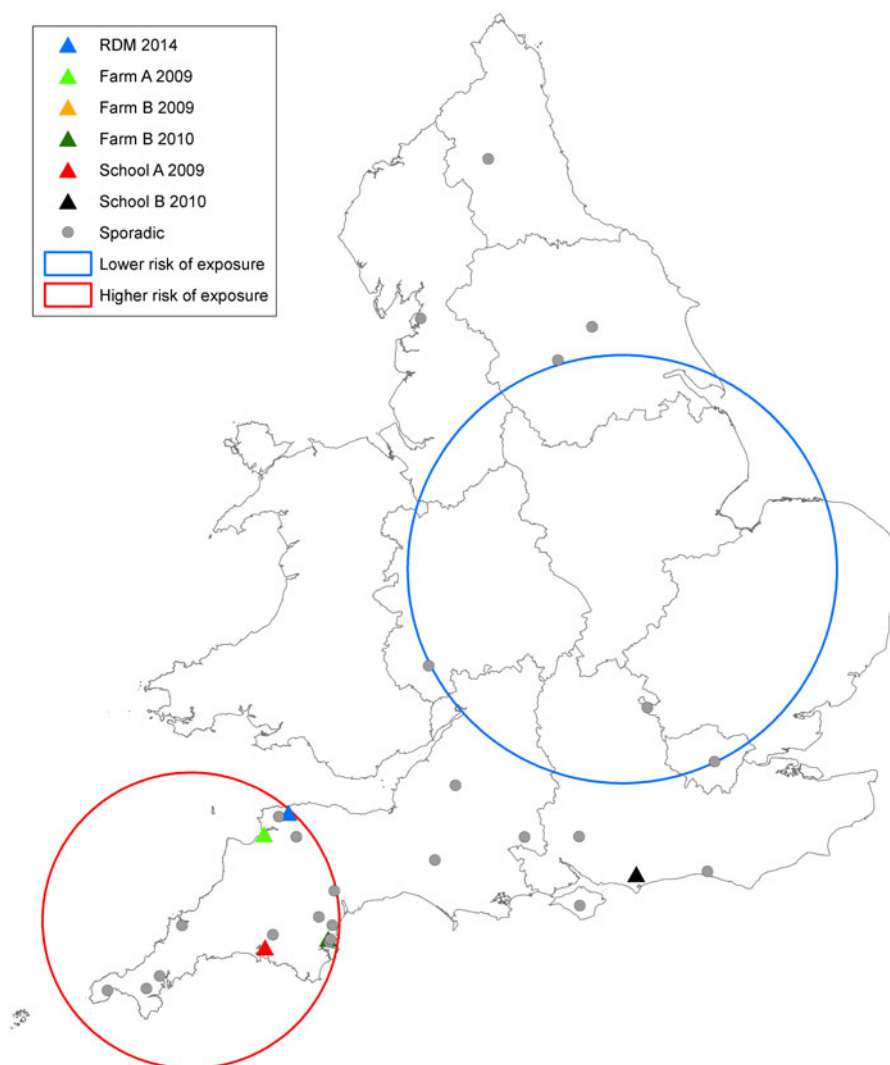 RDM 2014
Farm A 2009
Farm B 2009
Farm B 2010
School A 2009
School B 2010
Sporadic
Lower risk of exposure
Higher risk of exposure